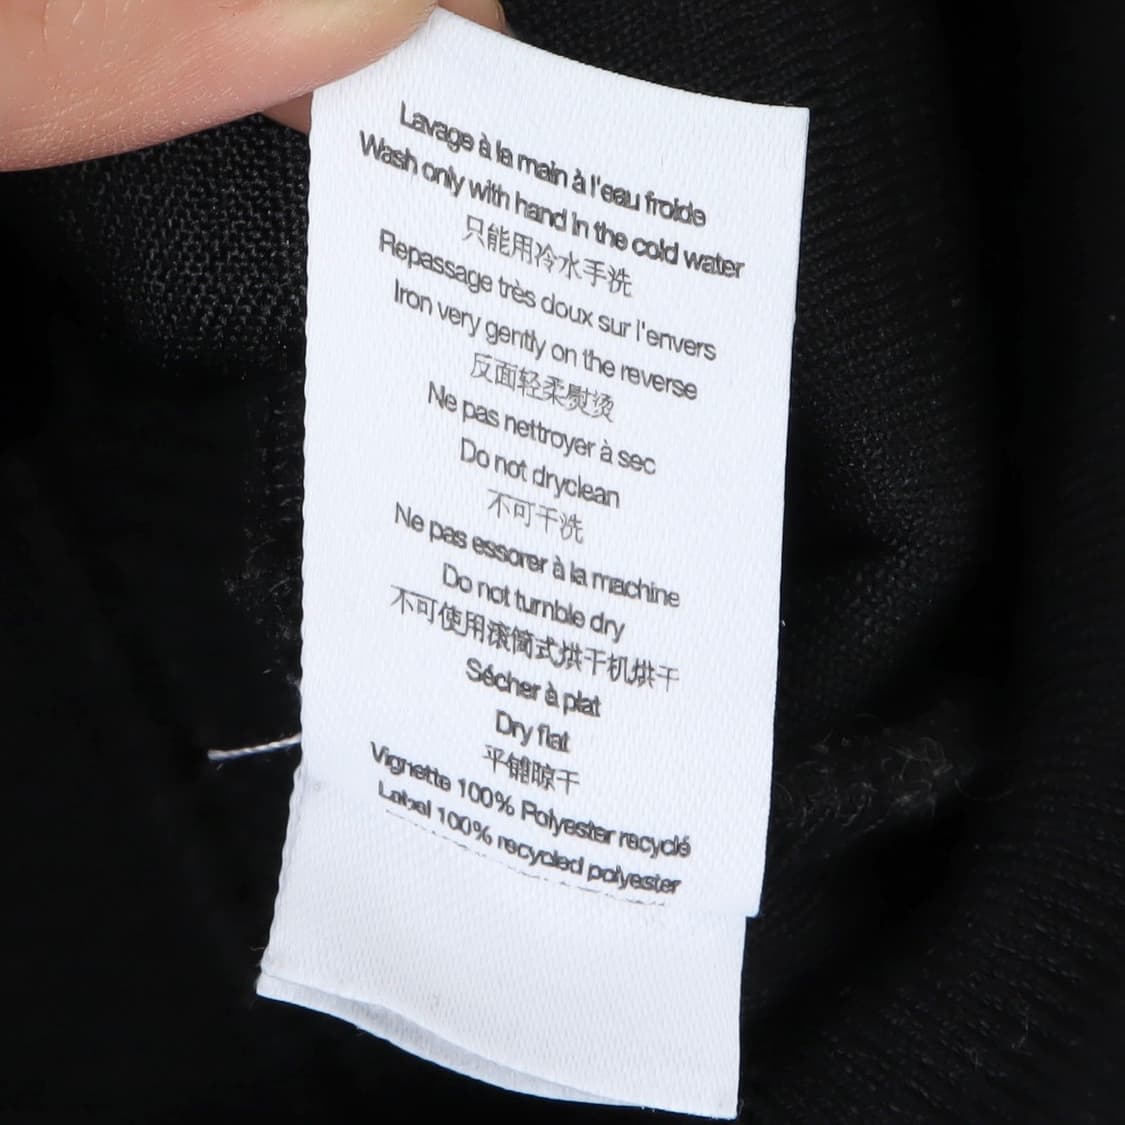 Lavage à la main à l'eau froide
Wash only with hand in the cold water
只能用冷水手洗
Repassage très doux sur l'envers
Iron very gently on the reverse
反面轻柔熨烫
Ne pas nettroyer à sec
Do not dryclean
不可干洗
Ne pas essorer à la machine
Do not tumble dry
不可使用滚筒式烘干机烘干
Sécher à plat
Dry flat
平铺晾干
Vignette 100% Polyester recyclé
Label 100% recycled polyester